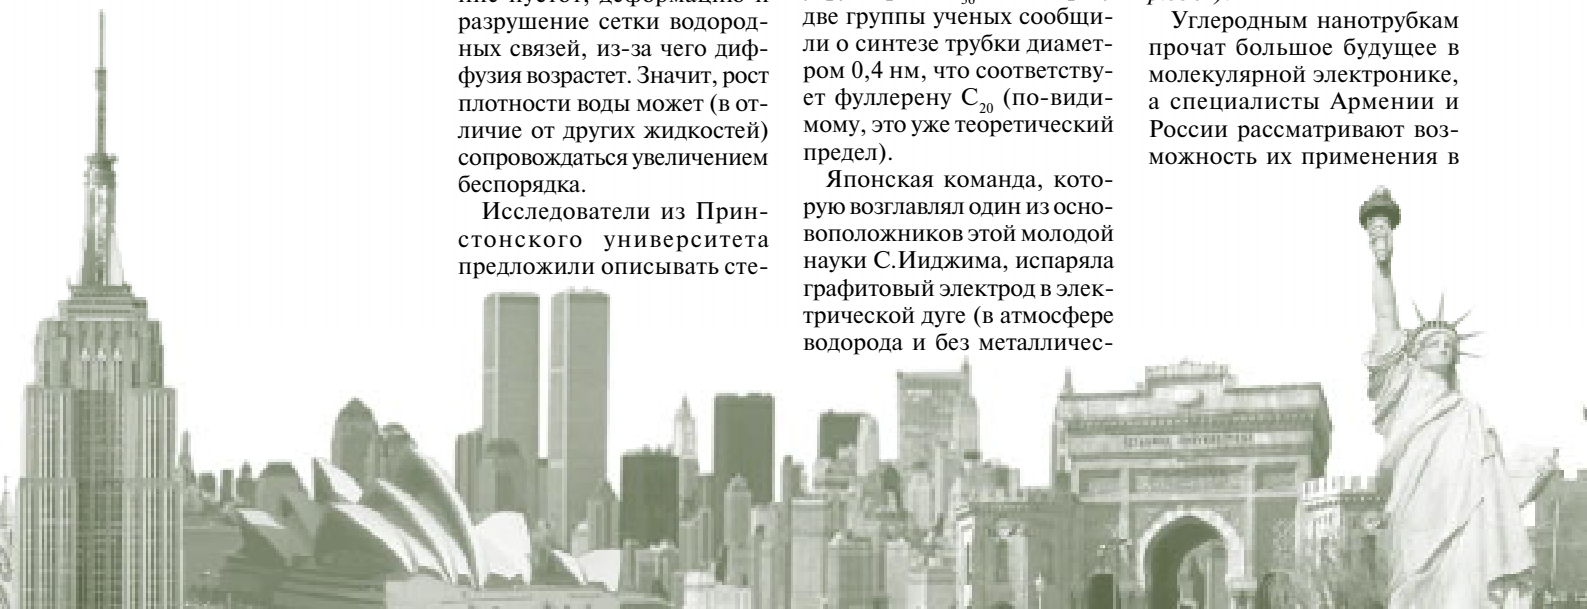 разрушение сетки водород-
ных связей, из-за чего диф-
фузия возрастет. Значит, рост
плотности воды может (в от-
личие от других жидкостей)
сопровождаться увеличением
беспорядка.
Исследователи из Прин-
стонского университета
предложили описывать сте-
две группы ученых сообщи-
ли о синтезе трубки диамет-
ром 0,4 нм, что соответству-
ет фуллерену C₂₀ (по-види-
мому, это уже теоретический
предел).
Японская команда, кото-
рую возглавлял один из осно-
воположников этой молодой
науки С.Ииджима, испаряла
графитовый электрод в элек-
трической дуге (в атмосфере
водорода и без металличес-
Углеродным нанотрубкам
прочат большое будущее в
молекулярной электронике,
а специалисты Армении и
России рассматривают воз-
можность их применения в